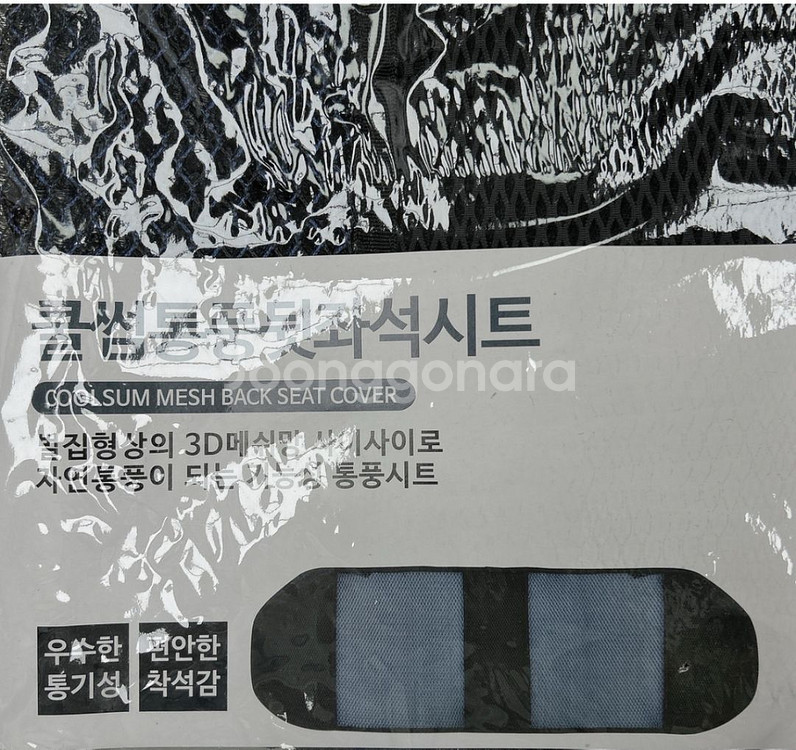 쿨썸통풍뒷좌석시트
joonggonara
COOLSUM MESH BACK SEAT COVER
벌집형상의 3D메쉬망 사이사이로
자연통풍이 되는 기능성 통풍시트
우수한
통기성
편안한
착석감